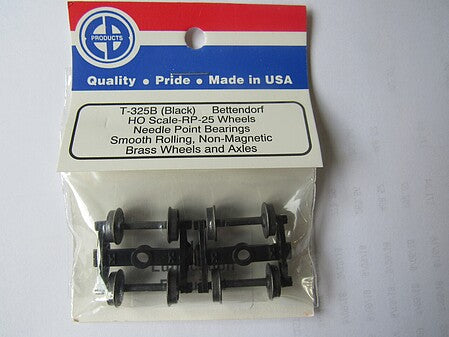 PRODUCTS
Quality • Pride • Made in USA
T-325B (Black) Bettendorf
HO Scale-RP-25 Wheels
Needle Point Bearings
Smooth Rolling, Non-Magnetic
Brass Wheels and Axles